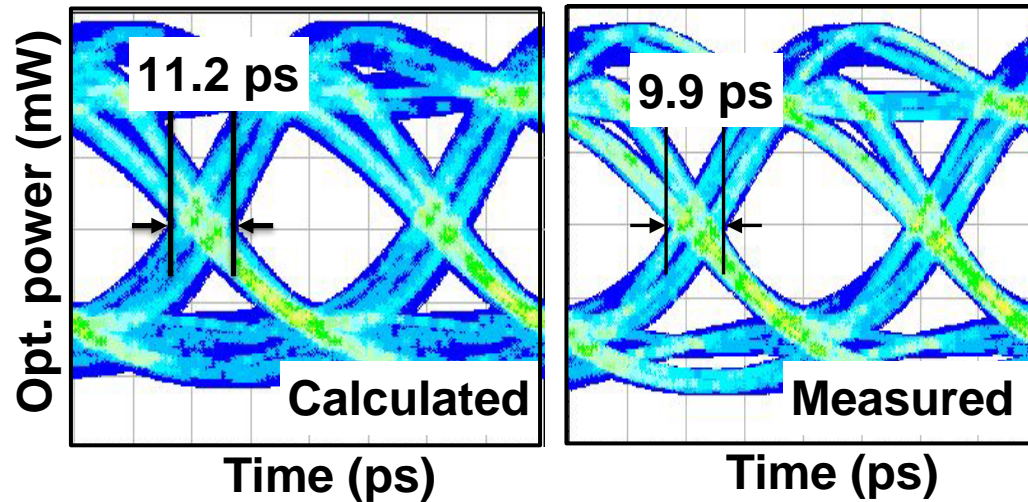 Opt. power (mW)
11.2 ps
Calculated
Time (ps)
9.9 ps
Measured
Time (ps)